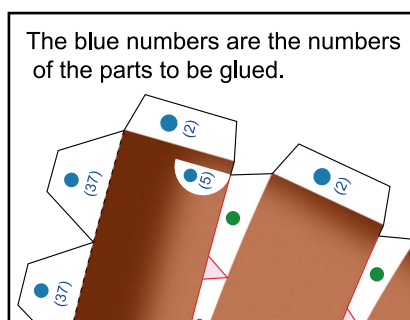 The blue numbers are the numbers
of the parts to be glued.
(2)
(37)
(5)
(2)
(37)